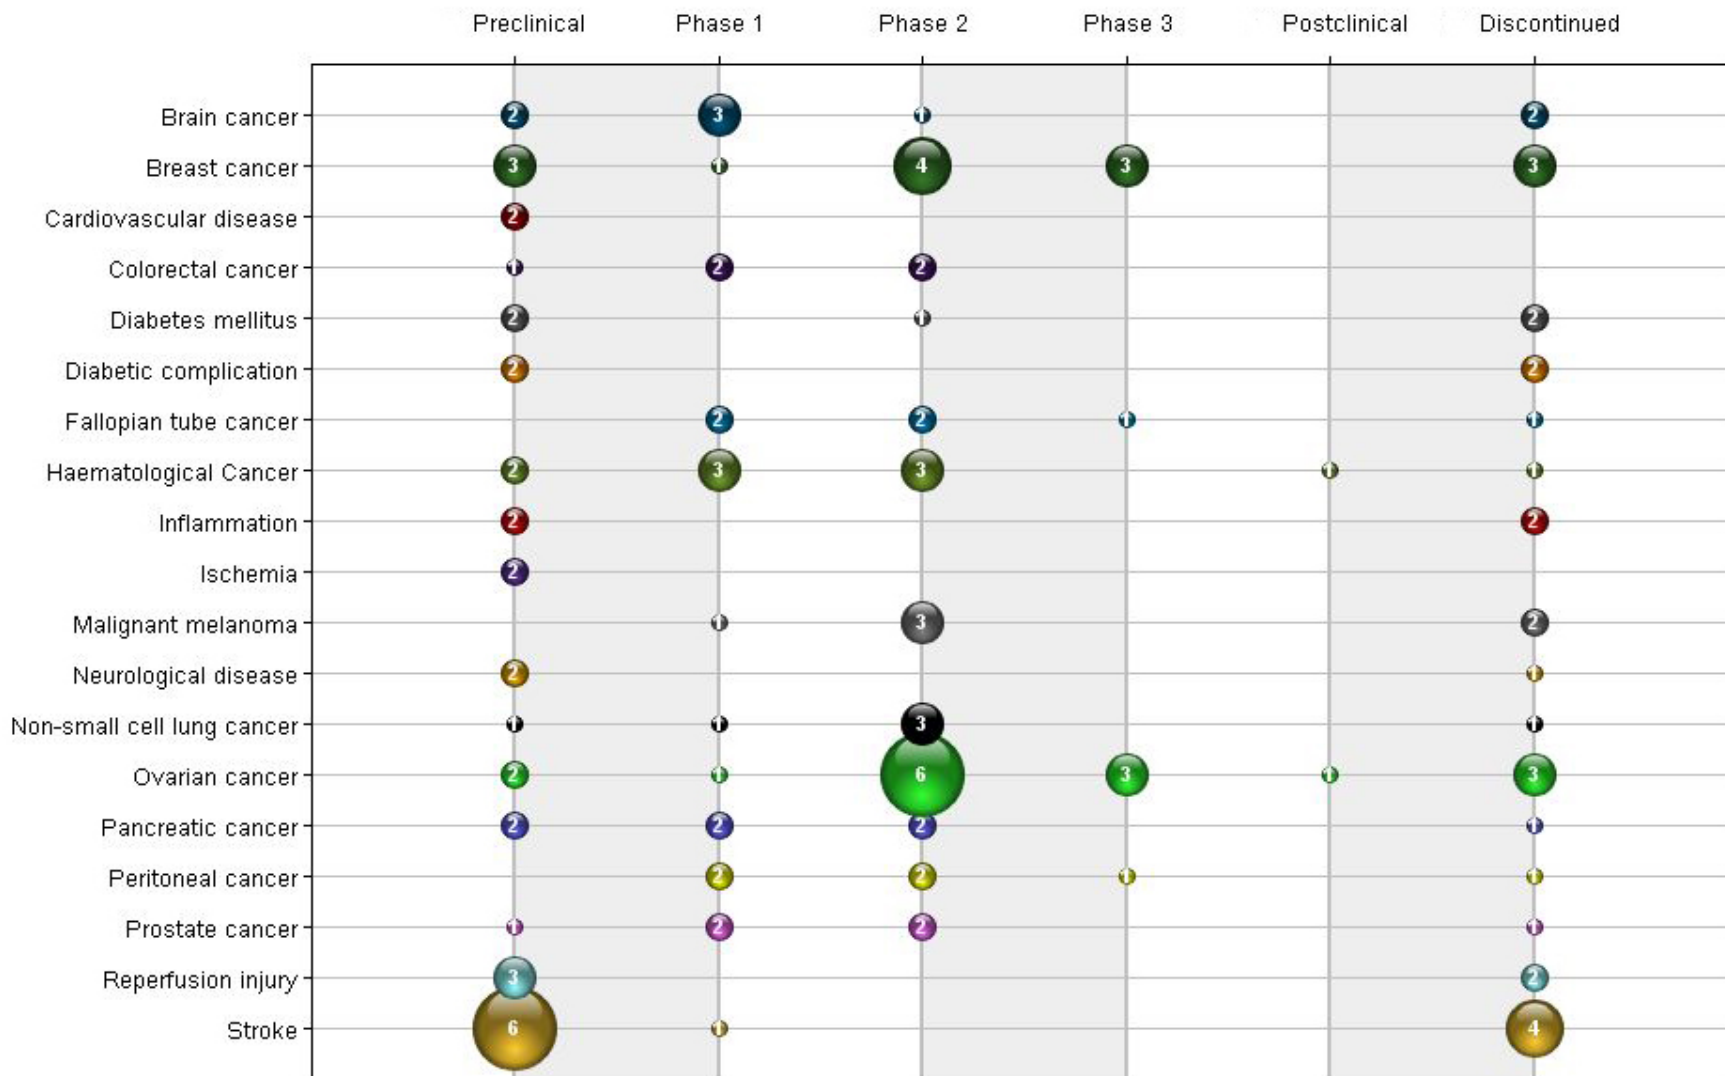 Preclinical Phase 1 Phase 2 Phase 3 Postclinical Discontinued
Brain cancer 2 3 1 2
Breast cancer 3 1 4 3 3
Cardiovascular disease 2
Colorectal cancer 1 2 2
Diabetes mellitus 2 1 2
Diabetic complication 2 2
Fallopian tube cancer 2 2 1 1
Haematological Cancer 2 3 3 1 1
Inflammation 2 2
Ischemia 2
Malignant melanoma 1 3 2
Neurological disease 2 1
Non-small cell lung cancer 1 1 3 1
Ovarian cancer 2 1 6 3 1 3
Pancreatic cancer 2 2 2 1
Peritoneal cancer 2 2 1 1
Prostate cancer 1 2 2 1
Reperfusion injury 3 2
Stroke 6 1 4